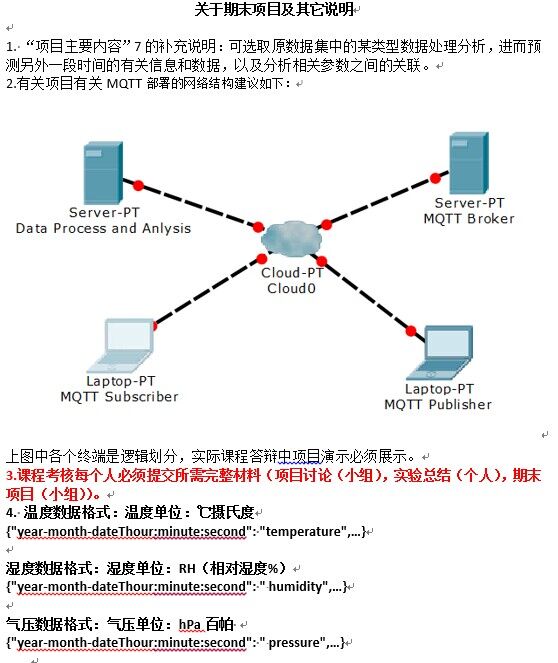 关于期末项目及其它说明
1. “项目主要内容”7的补充说明：可选取原数据集中的某类型数据处理分析，进而预
测另外一段时间的有关信息和数据，以及分析相关参数之间的关联。
2.有关项目有关MQTT部署的网络结构建议如下：
Server-PT
Data Process and Anlysis
Server-PT
MQTT Broker
Cloud-PT
Cloud0
Laptop-PT
MQTT Subscriber
Laptop-PT
MQTT Publisher
上图中各个终端是逻辑划分，实际课程答辩中项目演示必须展示。
3.课程考核每个人必须提交所需完整材料（项目讨论（小组），实验总结（个人），期末
项目（小组））。
4. 温度数据格式：温度单位：℃摄氏度
{"year-month-dateThour:minute:second": "temperature",…}
湿度数据格式：湿度单位：RH（相对湿度%）
{"year-month-dateThour:minute:second": " humidity",…}
气压数据格式：气压单位：hPa 百帕
{"year-month-dateThour:minute:second": " pressure",…}